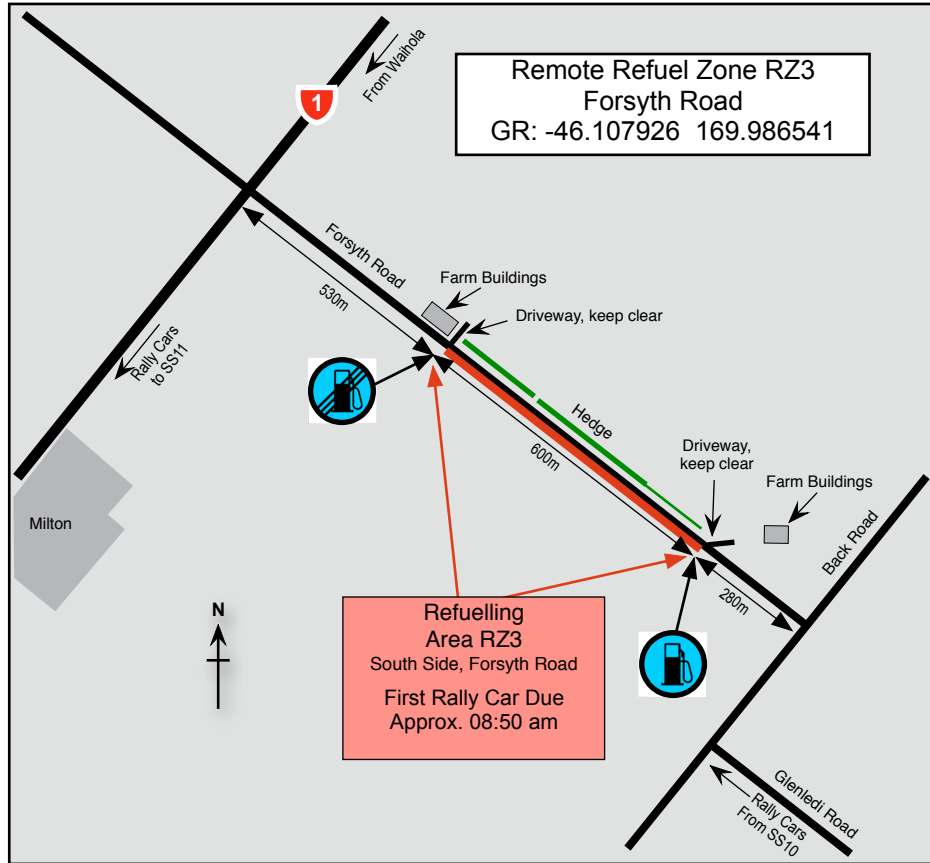 Remote Refuel Zone RZ3
Forsyth Road
GR: -46.107926 169.986541
From Waihola
1
Forsyth Road
530m
Farm Buildings
Driveway, keep clear
Rally Cars
to SS11
Hedge
600m
Driveway,
keep clear
Farm Buildings
Milton
Back Road
280m
N
Refuelling
Area RZ3
South Side, Forsyth Road
First Rally Car Due
Approx. 08:50 am
Glenledi Road
Rally Cars
From SS10